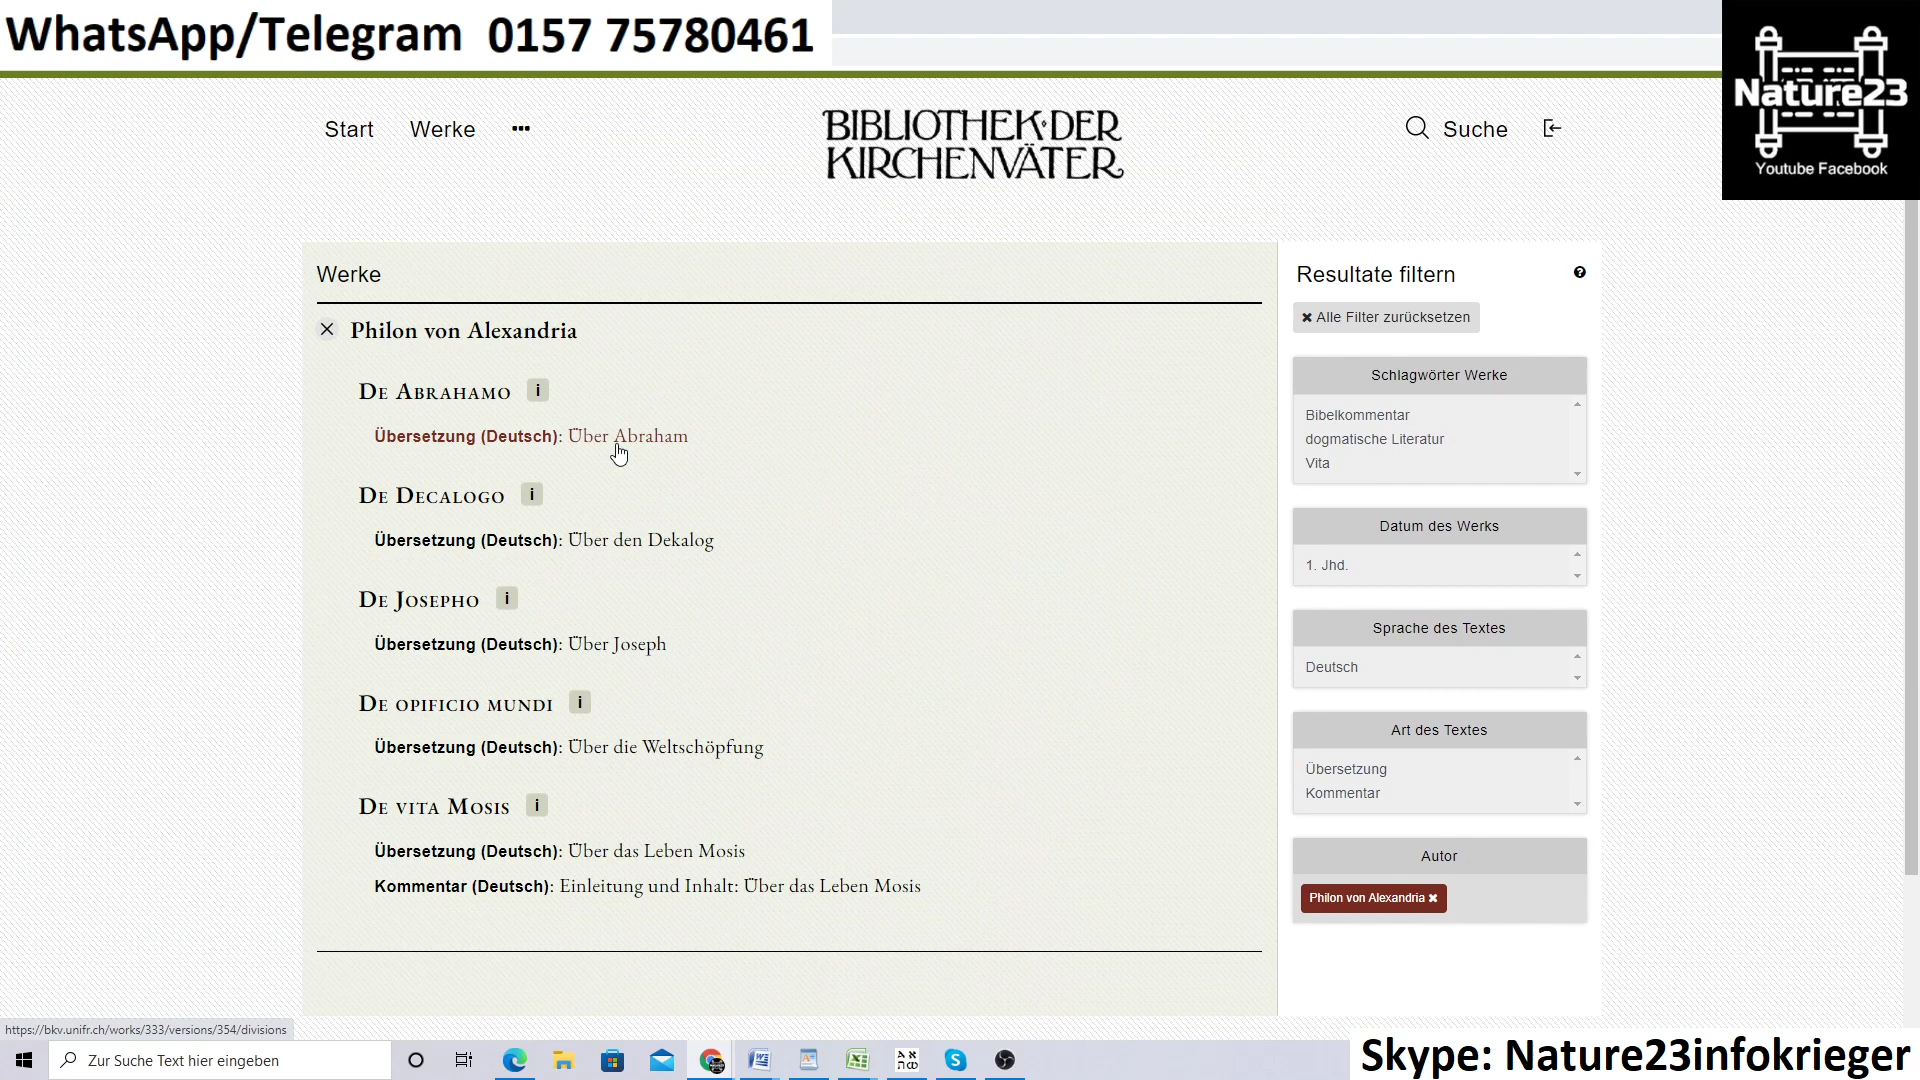 WhatsApp/Telegram 0157 75780461
Nature23
Youtube Facebook
Start Werke •••
BIBLIOTHEK·DER
KIRCHENVÄTER
Suche
Werke
Philon von Alexandria
De Abrahamo i
Übersetzung (Deutsch): Über Abraham
De Decalogo i
Übersetzung (Deutsch): Über den Dekalog
De Josepho i
Übersetzung (Deutsch): Über Joseph
De opificio mundi i
Übersetzung (Deutsch): Über die Weltschöpfung
De vita Mosis i
Übersetzung (Deutsch): Über das Leben Mosis
Kommentar (Deutsch): Einleitung und Inhalt: Über das Leben Mosis
Resultate filtern ?
✖ Alle Filter zurücksetzen
Schlagwörter Werke
Bibelkommentar
dogmatische Literatur
Vita
Datum des Werks
1. Jhd.
Sprache des Textes
Deutsch
Art des Textes
Übersetzung
Kommentar
Autor
Philon von Alexandria ✖
https://bkv.unifr.ch/works/333/versions/354/divisions
Zur Suche Text hier eingeben
Skype: Nature23infokrieger